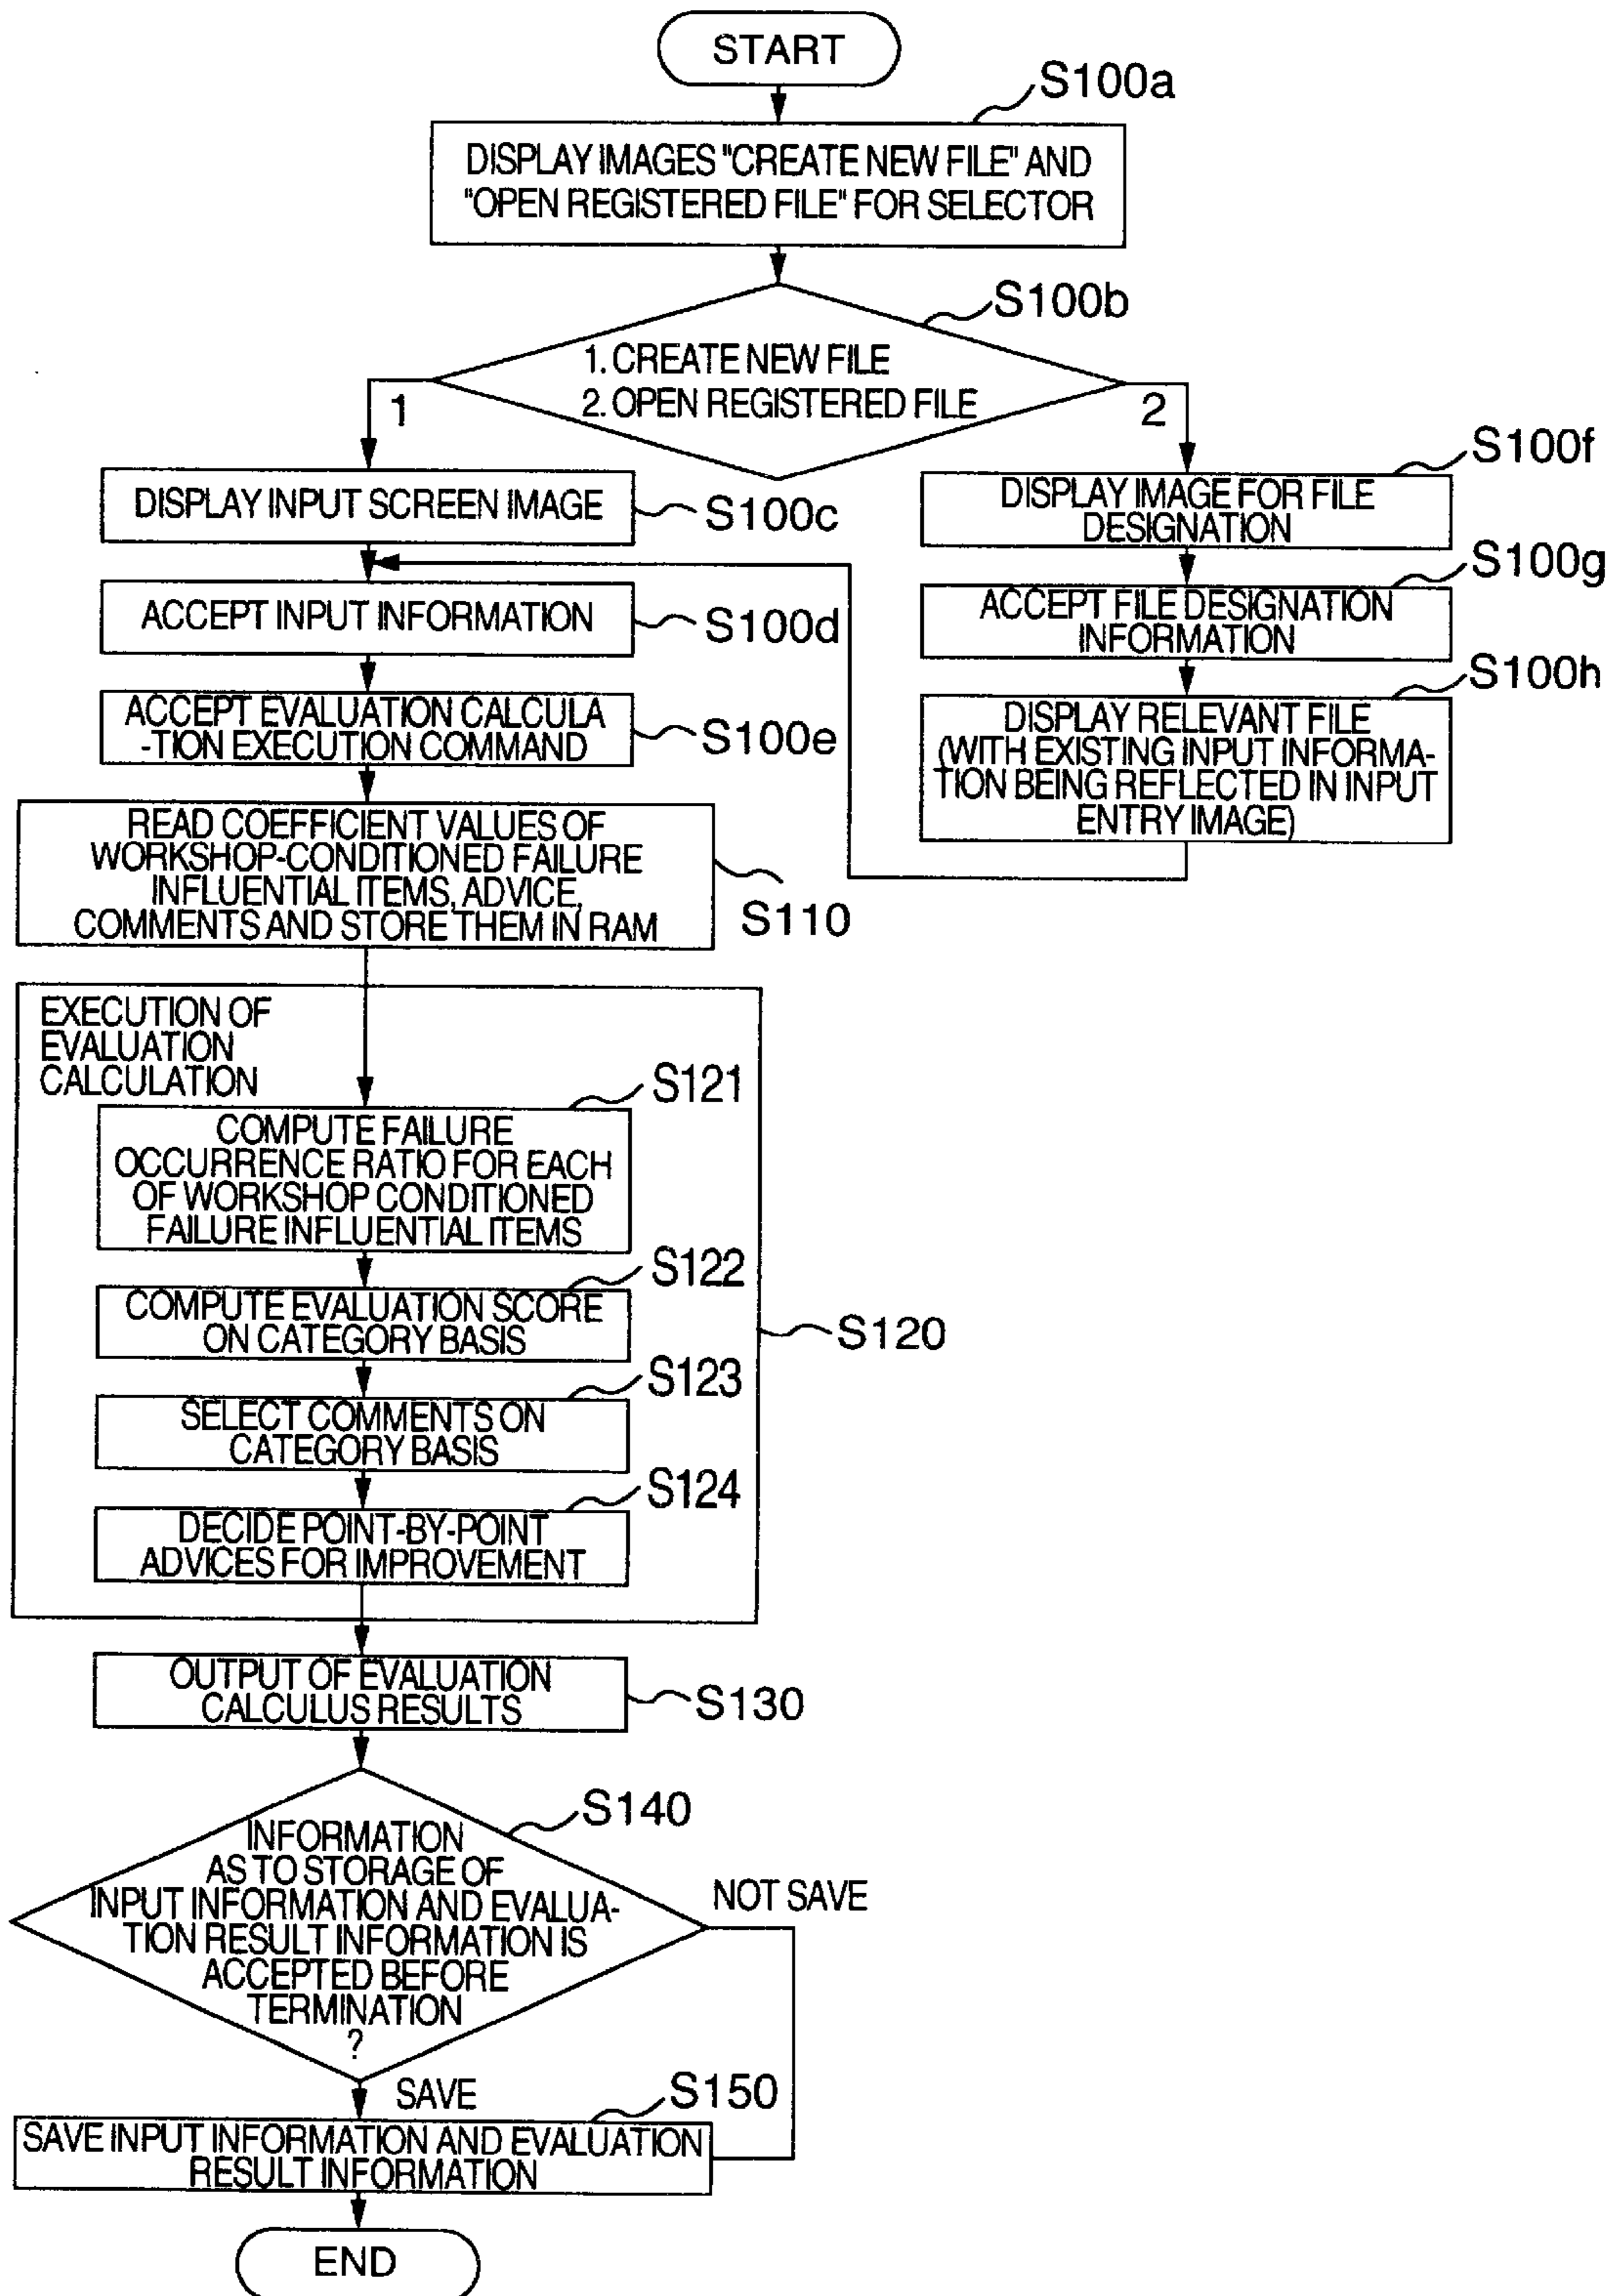 START
S100a
DISPLAY IMAGES "CREATE NEW FILE" AND
"OPEN REGISTERED FILE" FOR SELECTOR
S100b
1. CREATE NEW FILE
2. OPEN REGISTERED FILE
1
2
DISPLAY INPUT SCREEN IMAGE
S100c
ACCEPT INPUT INFORMATION
S100d
ACCEPT EVALUATION CALCULA
-TION EXECUTION COMMAND
S100e
S100f
DISPLAY IMAGE FOR FILE
DESIGNATION
S100g
ACCEPT FILE DESIGNATION
INFORMATION
S100h
DISPLAY RELEVANT FILE
(WITH EXISTING INPUT INFORMA-
TION BEING REFLECTED IN INPUT
ENTRY IMAGE)
READ COEFFICIENT VALUES OF
WORKSHOP-CONDITIONED FAILURE
INFLUENTIAL ITEMS, ADVICE,
COMMENTS AND STORE THEM IN RAM
S110
EXECUTION OF
EVALUATION
CALCULATION
S121
COMPUTE FAILURE
OCCURRENCE RATIO FOR EACH
OF WORKSHOP CONDITIONED
FAILURE INFLUENTIAL ITEMS
S122
COMPUTE EVALUATION SCORE
ON CATEGORY BASIS
S120
S123
SELECT COMMENTS ON
CATEGORY BASIS
S124
DECIDE POINT-BY-POINT
ADVICES FOR IMPROVEMENT
OUTPUT OF EVALUATION
CALCULUS RESULTS
S130
S140
INFORMATION
AS TO STORAGE OF
INPUT INFORMATION AND EVALUA-
TION RESULT INFORMATION IS
ACCEPTED BEFORE
TERMINATION
?
NOT SAVE
SAVE
S150
SAVE INPUT INFORMATION AND EVALUATION
RESULT INFORMATION
END